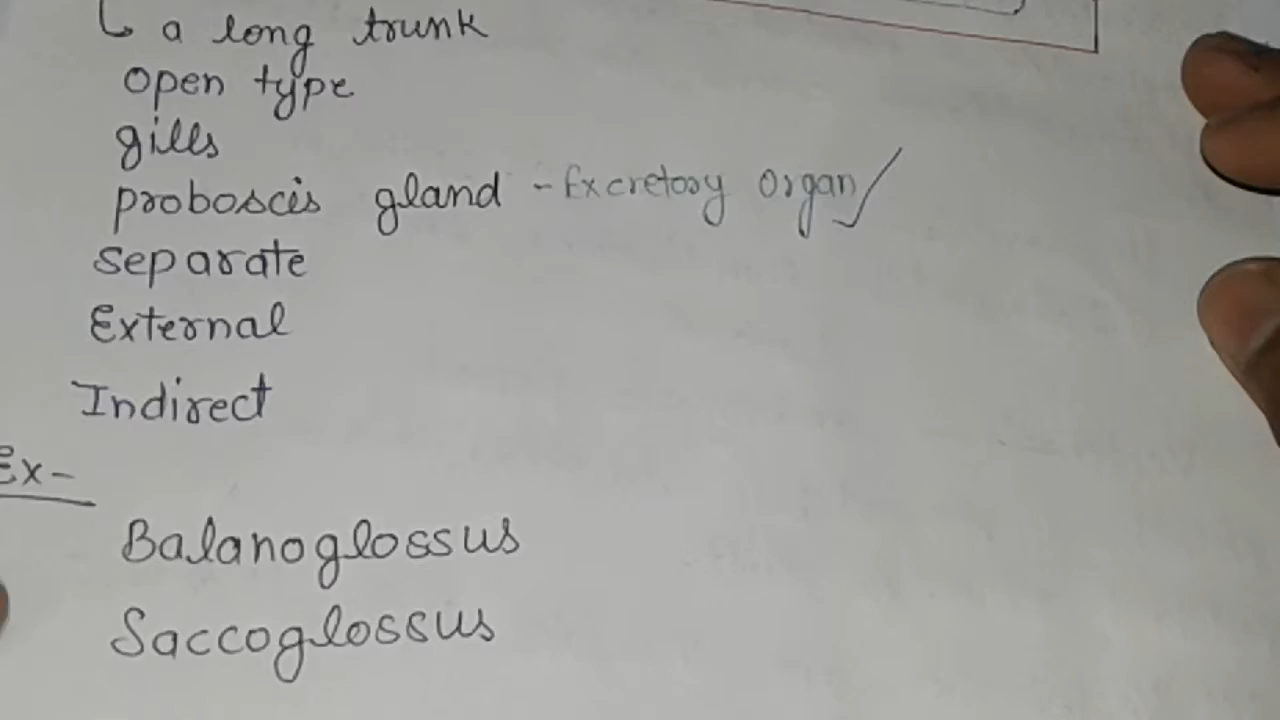 ↳ a long trunk
open type
gills
proboscis gland - Excretory Organ
separate
External
Indirect
Ex-
Balanoglossus
Saccoglossus